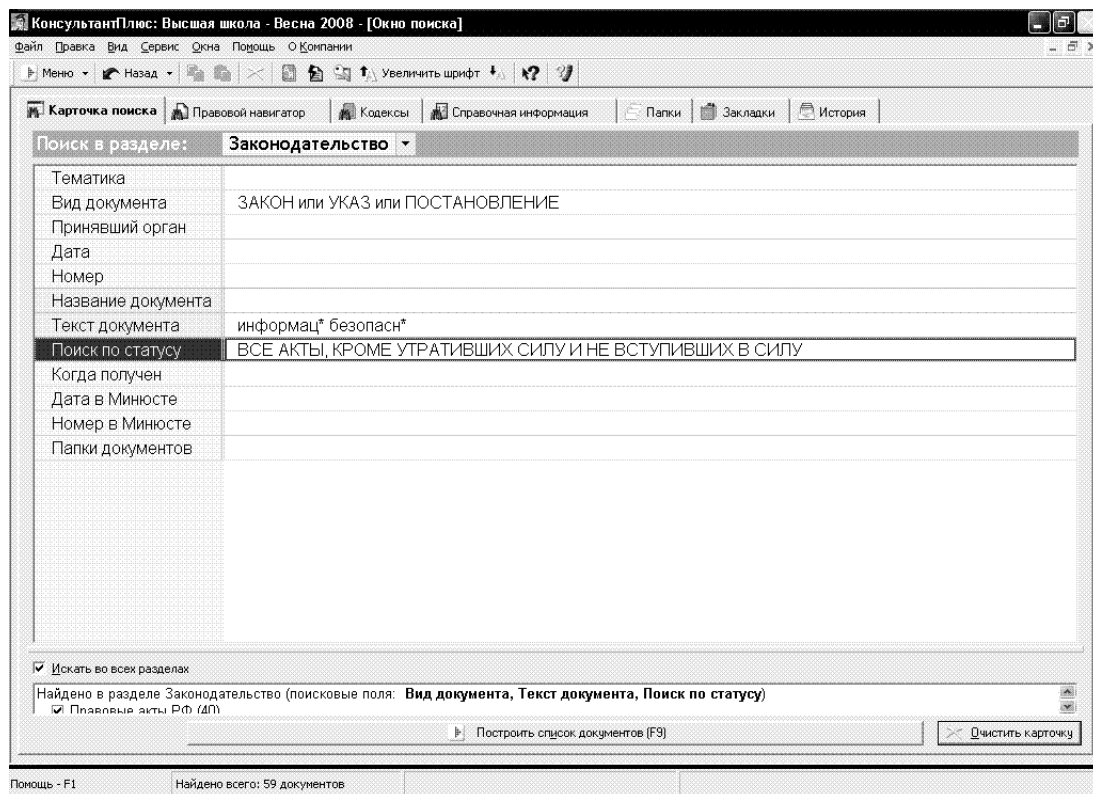 КонсультантПлюс: Высшая школа - Весна 2008 - [Окно поиска]
Файл Правка Вид Сервис Окна Помощь О Компании
Меню Назад Увеличить шрифт
Карточка поиска Правовой навигатор Кодексы Справочная информация Папки Закладки История
Поиск в разделе: Законодательство
Тематика
Вид документа ЗАКОН или УКАЗ или ПОСТАНОВЛЕНИЕ
Принявший орган
Дата
Номер
Название документа
Текст документа информац* безопасн*
Поиск по статусу ВСЕ АКТЫ, КРОМЕ УТРАТИВШИХ СИЛУ И НЕ ВСТУПИВШИХ В СИЛУ
Когда получен
Дата в Минюсте
Номер в Минюсте
Папки документов
Искать во всех разделах
Найдено в разделе Законодательство (поисковые поля: Вид документа, Текст документа, Поиск по статусу)
Правовые акты РФ (40)
Построить список документов (F9) Очистить карточку
Помощь - F1 Найдено всего: 59 документов